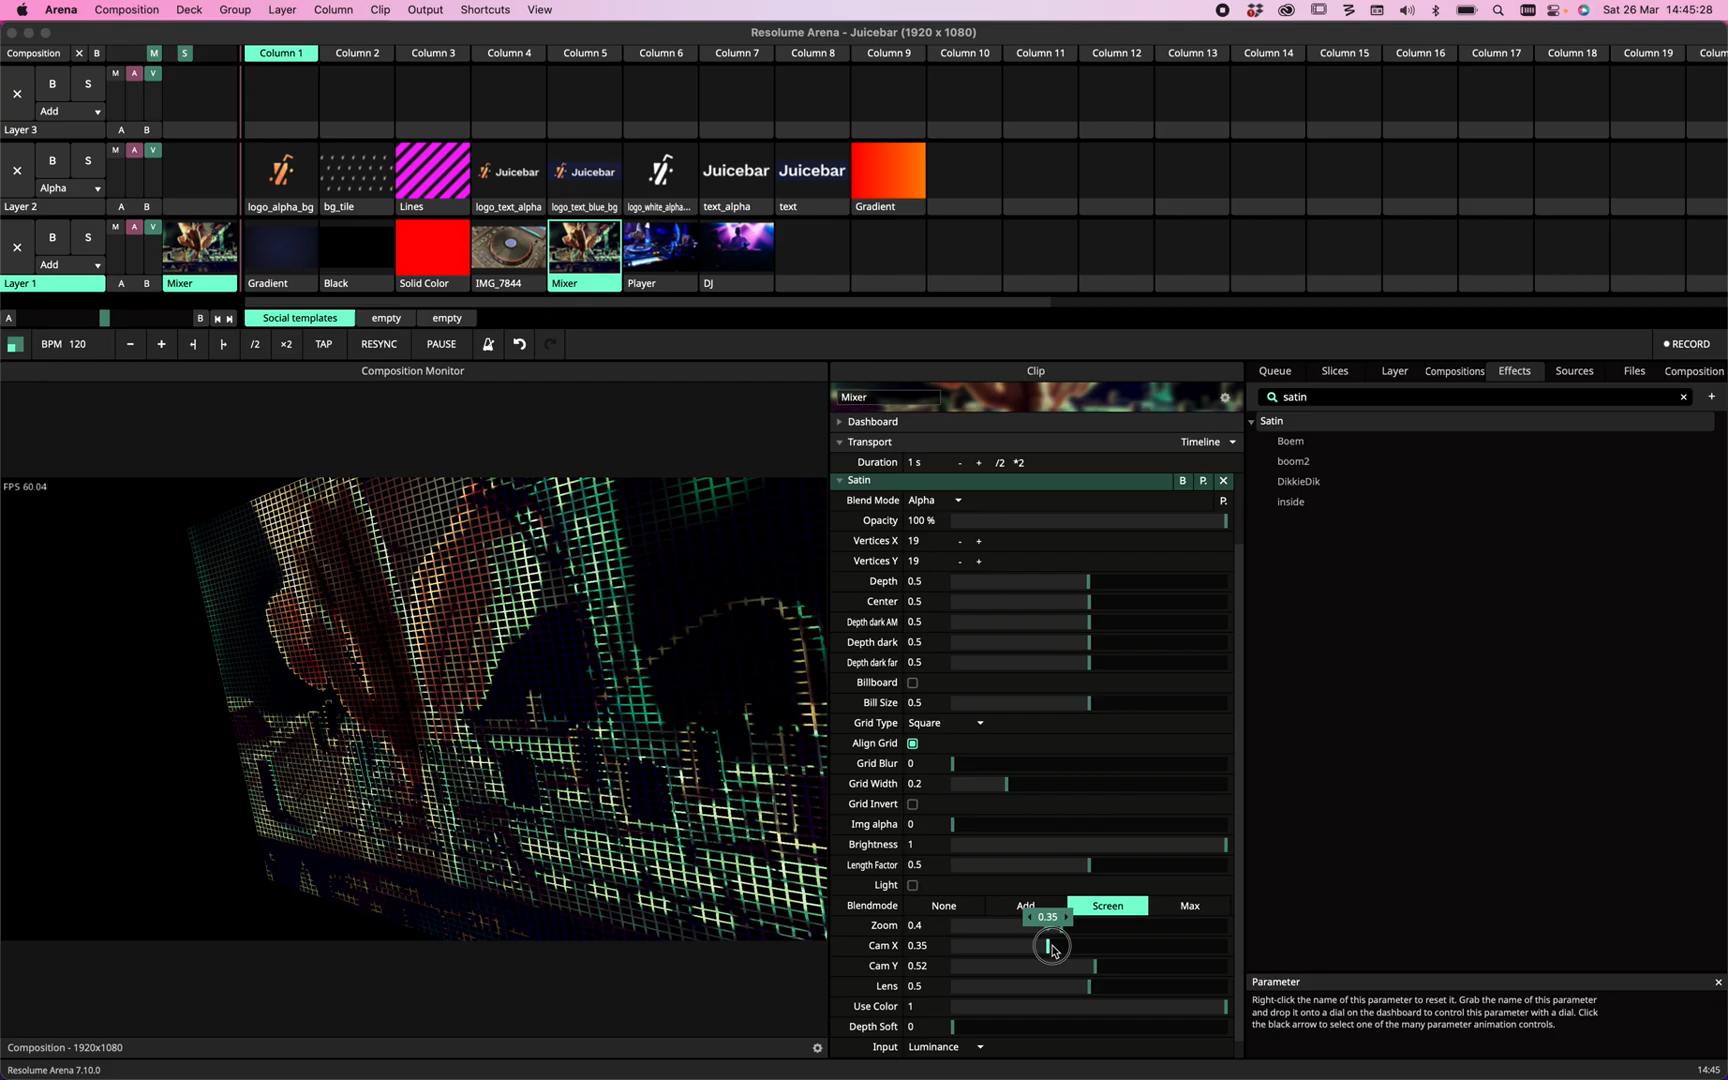 Arena Composition Deck Group Layer Column Clip Output Shortcuts View Sat 26 Mar 14:45:28
Resolume Arena - Juicebar (1920 x 1080)
Composition B M S Column 1 Column 2 Column 3 Column 4 Column 5 Column 6 Column 7 Column 8 Column 9 Column 10 Column 11 Column 12 Column 13 Column 14 Column 15 Column 16 Column 17 Column 18 Column 19 Colum
M A V
B S
Add
Layer 3 A B
M A V
B S
Juicebar Juicebar Juicebar Juicebar
Alpha
Layer 2 A B logo_alpha_bg bg_tile Lines logo_text_alpha logo_text_blue_bg logo_white_alpha... text_alpha text Gradient
M A V
B S
Add
Layer 1 A B Mixer Gradient Black Solid Color IMG_7844 Mixer Player DJ
A B Social templates empty empty
BPM 120 - + /2 ×2 TAP RESYNC PAUSE RECORD
Composition Monitor
FPS 60.04
Composition - 1920x1080
Clip
Mixer
Dashboard
Transport Timeline
Duration 1 s - + /2 *2
Satin B P.
Blend Mode Alpha P.
Opacity 100 %
Vertices X 19 - +
Vertices Y 19 - +
Depth 0.5
Center 0.5
Depth dark AM 0.5
Depth dark 0.5
Depth dark far 0.5
Billboard
Bill Size 0.5
Grid Type Square
Align Grid
Grid Blur 0
Grid Width 0.2
Grid Invert
Img alpha 0
Brightness 1
Length Factor 0.5
Light
Blendmode None Add Screen Max
0.35
Zoom 0.4
Cam X 0.35
Cam Y 0.52
Lens 0.5
Use Color 1
Depth Soft 0
Input Luminance
Queue Slices Layer Compositions Effects Sources Files Composition
satin +
Satin
Boem
boom2
DikkieDik
inside
Parameter
Right-click the name of this parameter to reset it. Grab the name of this parameter
and drop it onto a dial on the dashboard to control this parameter with a dial. Click
the black arrow to select one of the many parameter animation controls.
Resolume Arena 7.10.0 14:45